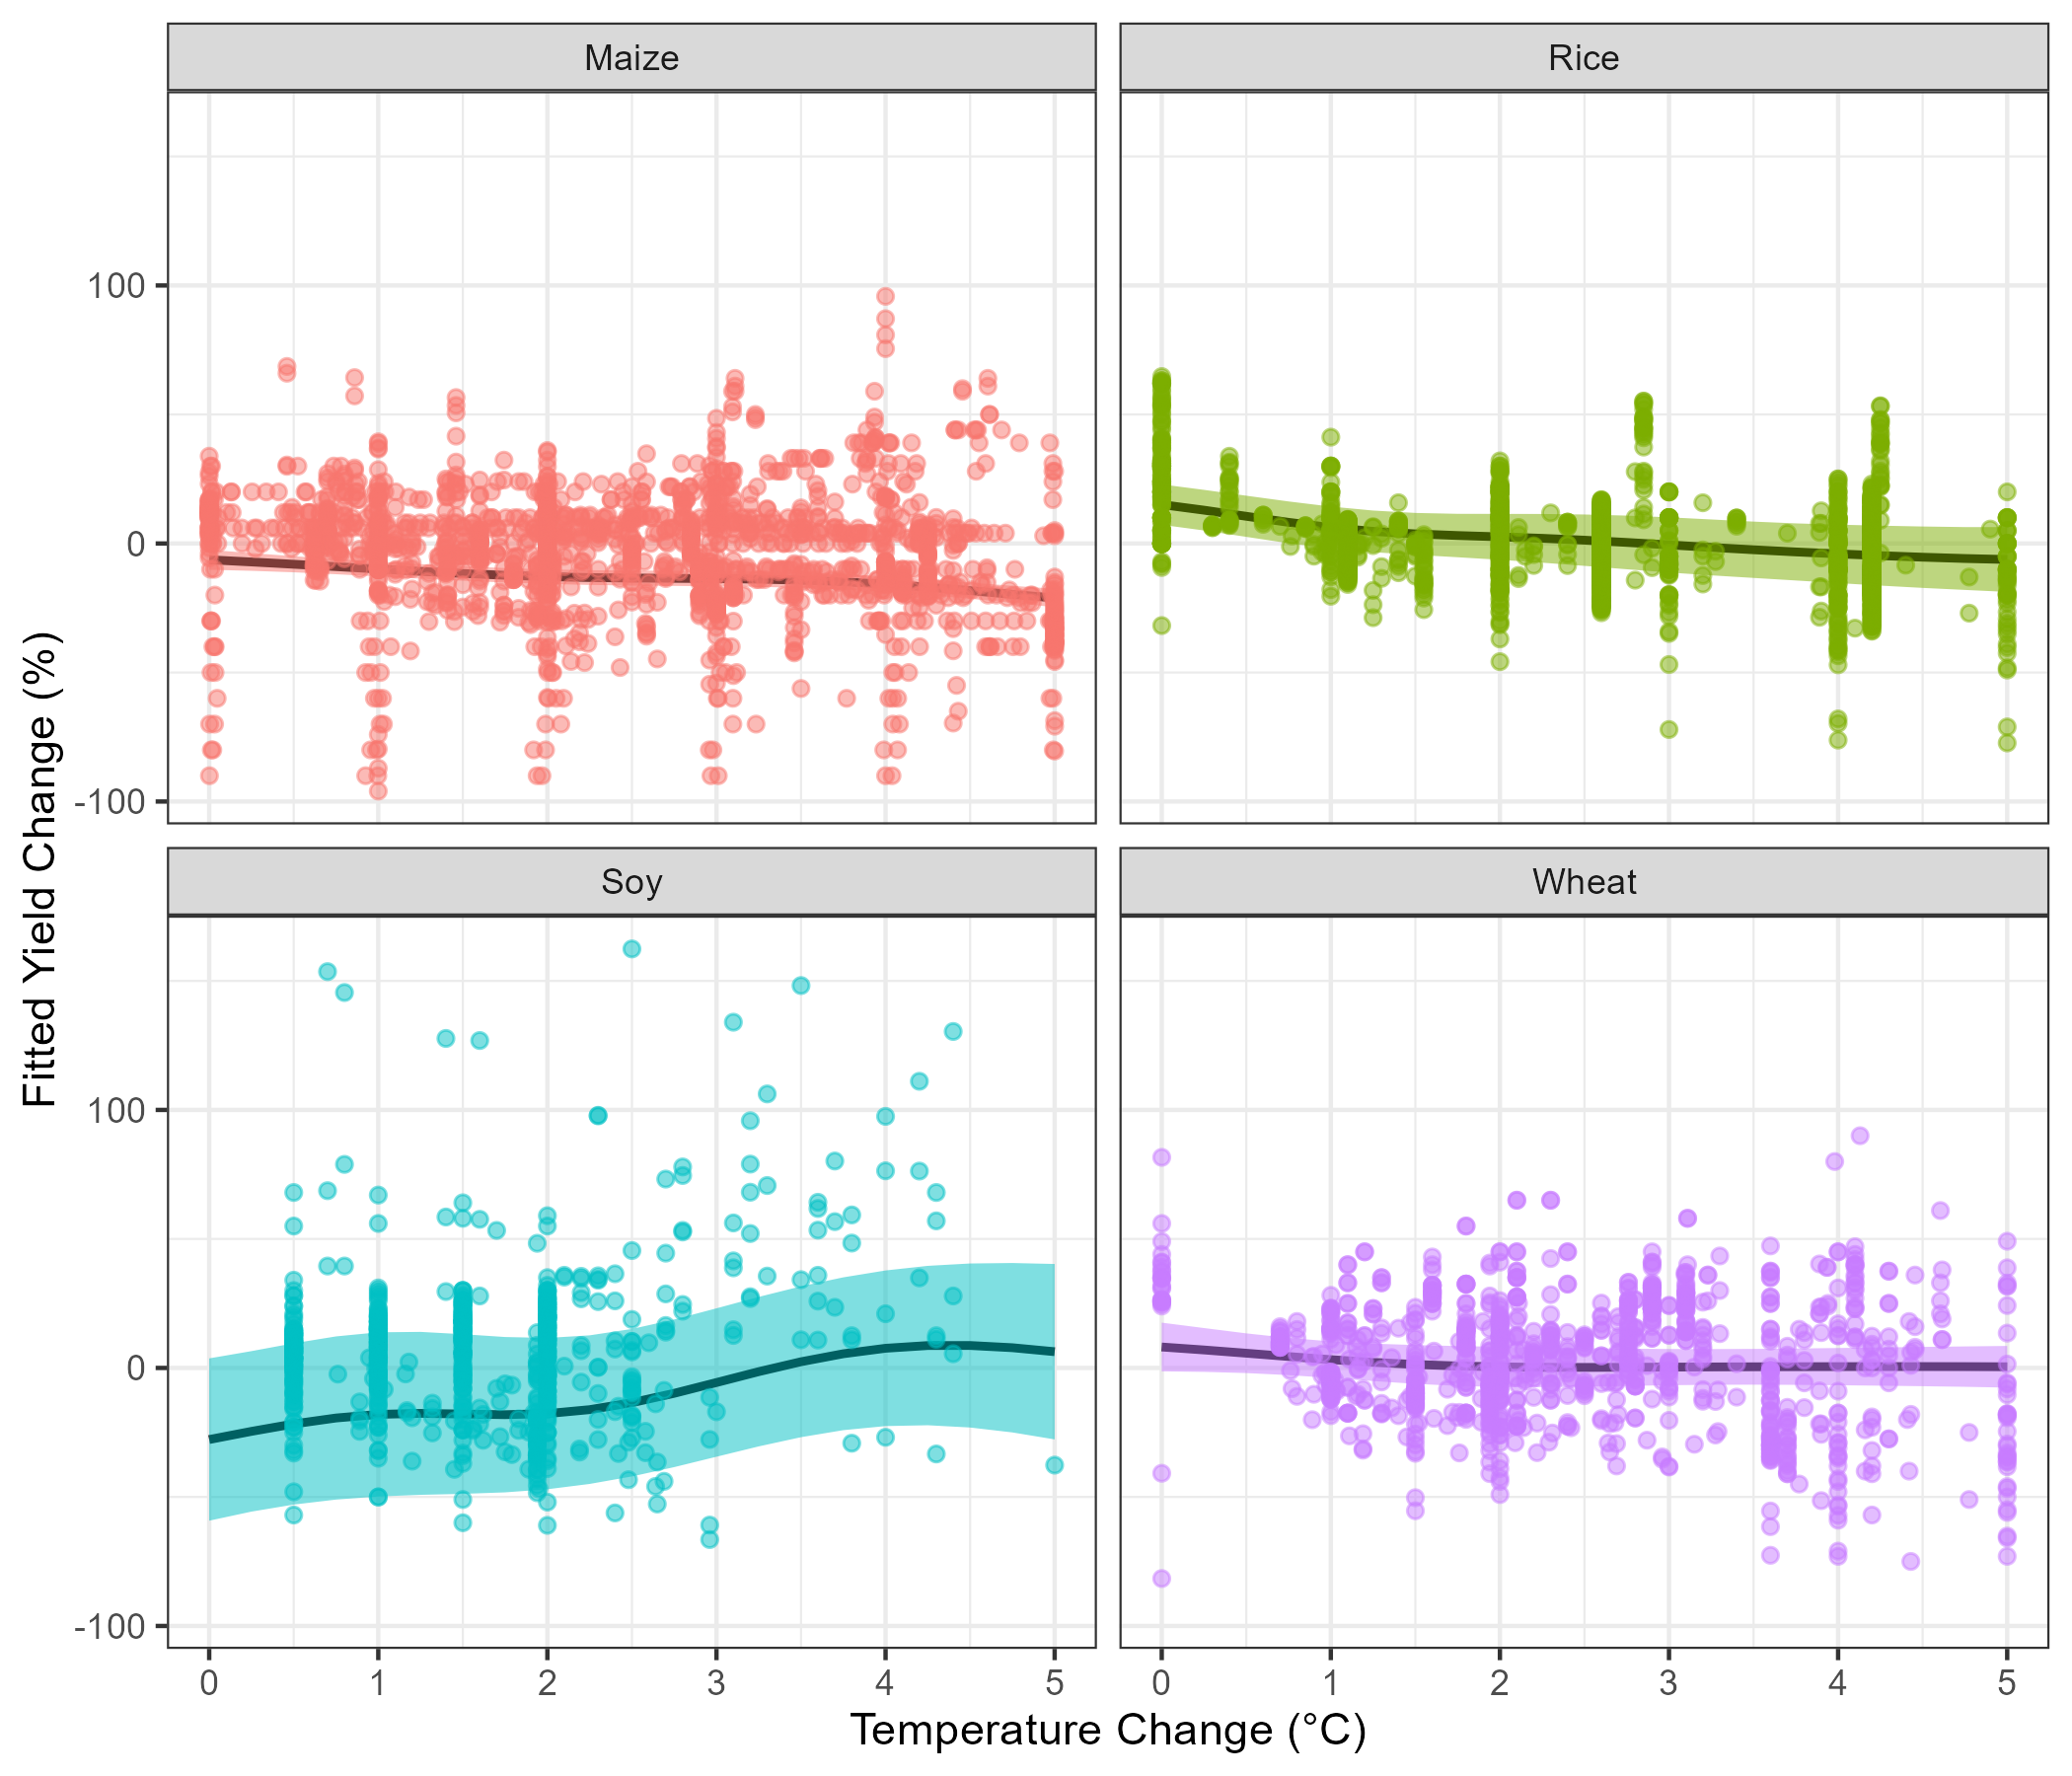 Maize
Rice
100
0
-100
Soy
Wheat
100
0
-100
0 1 2 3 4 5
0 1 2 3 4 5
Temperature Change (°C)
Fitted Yield Change (%)